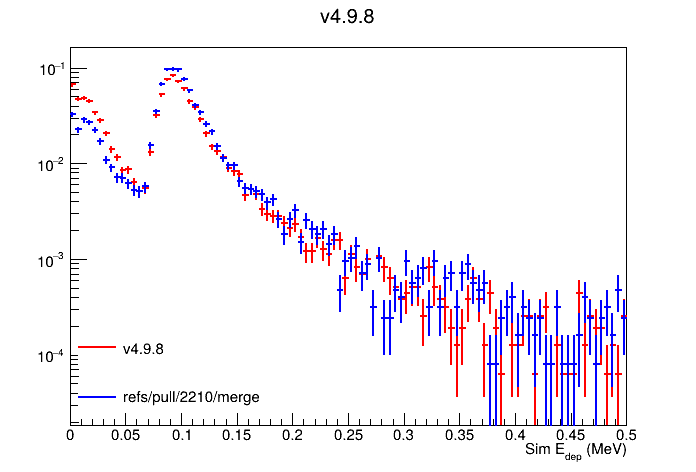 v4.9.8
10⁻¹
10⁻²
10⁻³
10⁻⁴
v4.9.8
refs/pull/2210/merge
0 0.05 0.1 0.15 0.2 0.25 0.3 0.35 0.4 0.45 0.5
Sim E_dep (MeV)